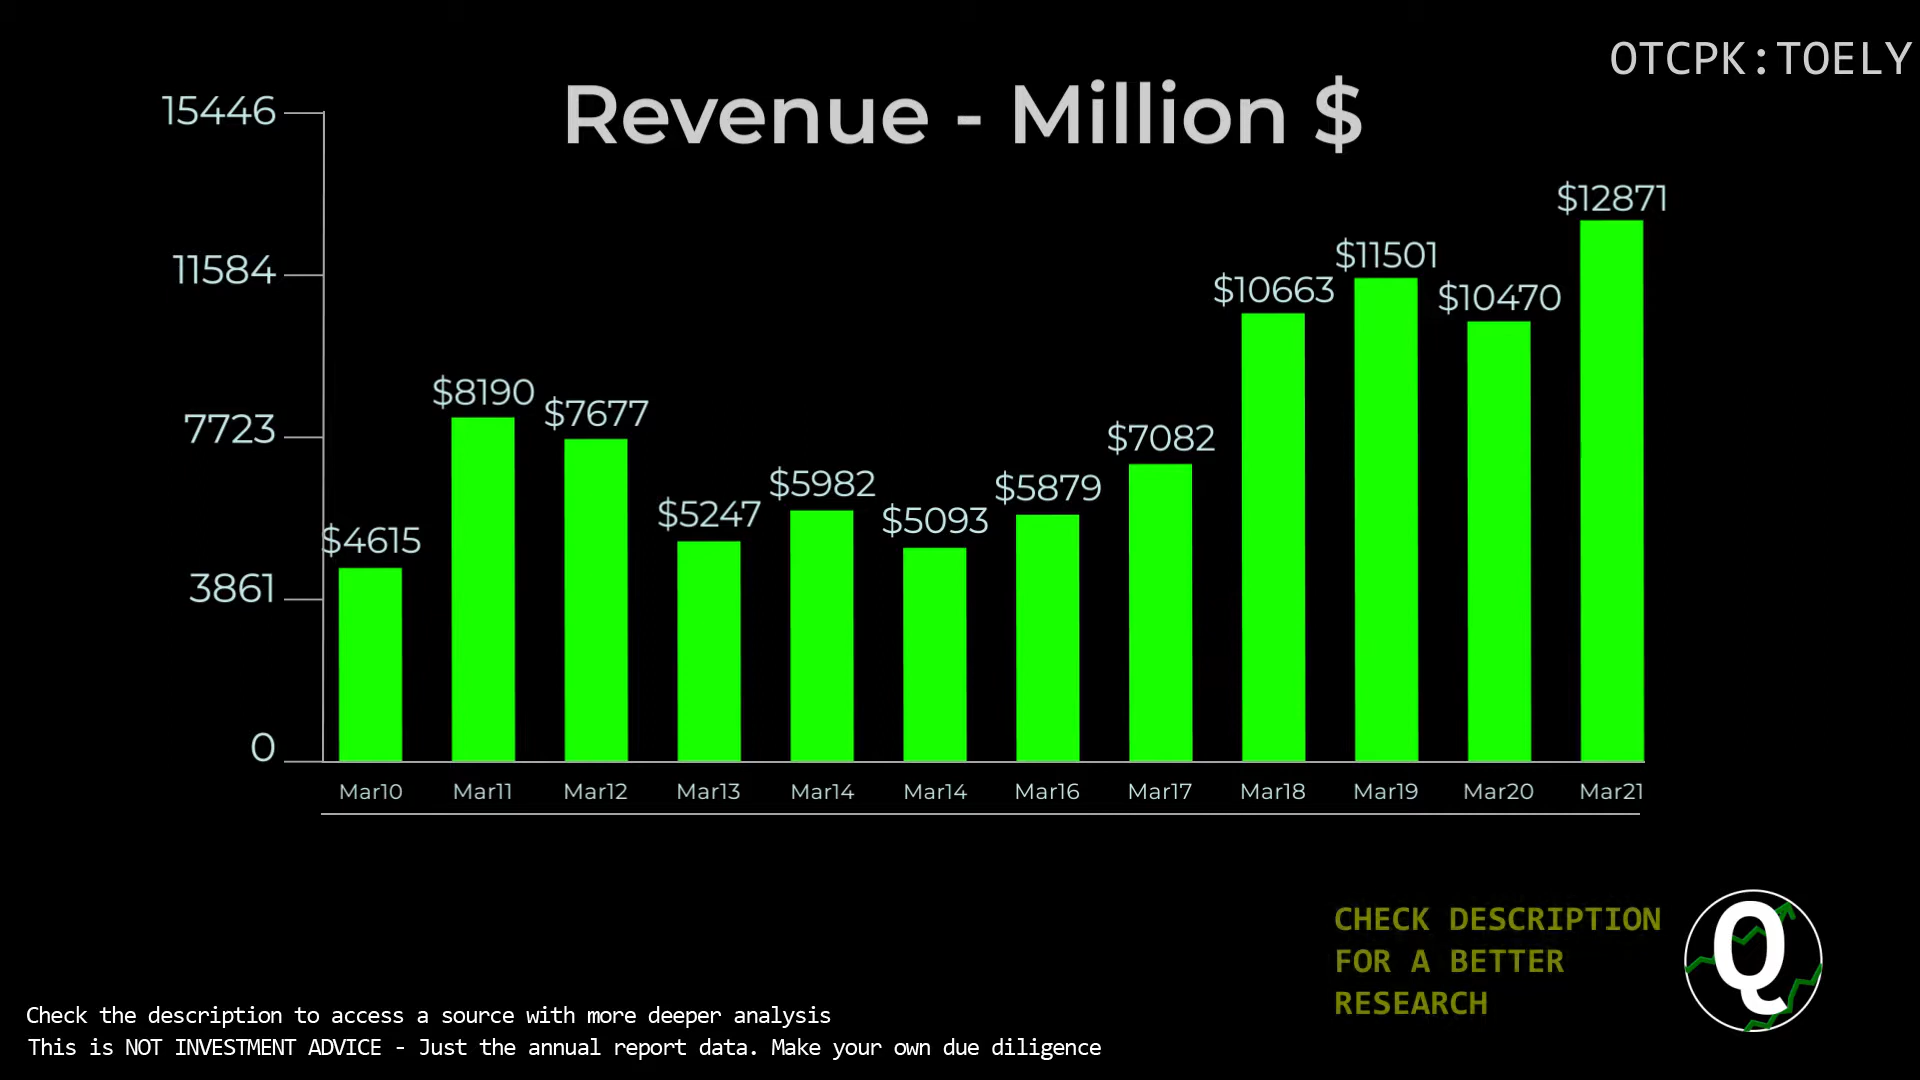 OTCPK:TOELY
Revenue - Million $
15446
11584
7723
3861
0
$4615
$8190
$7677
$5247
$5982
$5093
$5879
$7082
$10663
$11501
$10470
$12871
Mar10 Mar11 Mar12 Mar13 Mar14 Mar14 Mar16 Mar17 Mar18 Mar19 Mar20 Mar21
CHECK DESCRIPTION
FOR A BETTER
RESEARCH
Q
Check the description to access a source with more deeper analysis
This is NOT INVESTMENT ADVICE - Just the annual report data. Make your own due diligence